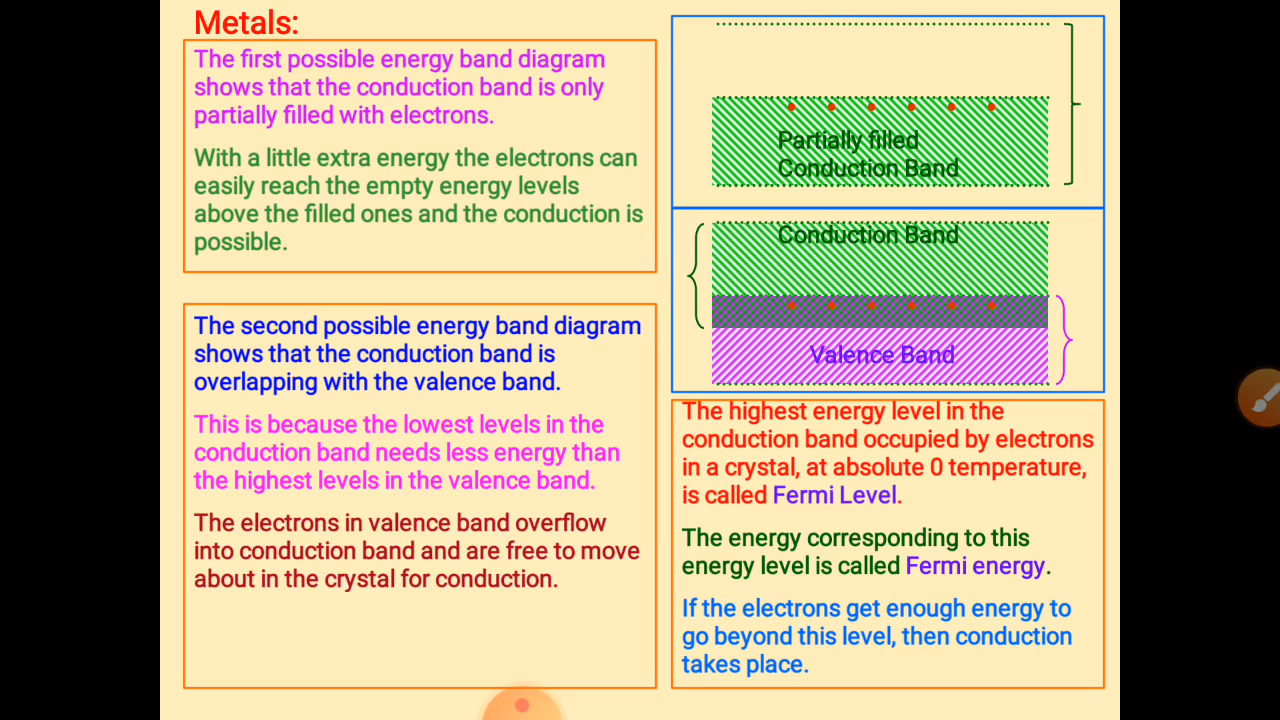 Metals:
The first possible energy band diagram
shows that the conduction band is only
partially filled with electrons.
With a little extra energy the electrons can
easily reach the empty energy levels
above the filled ones and the conduction is
possible.
The second possible energy band diagram
shows that the conduction band is
overlapping with the valence band.
This is because the lowest levels in the
conduction band needs less energy than
the highest levels in the valence band.
The electrons in valence band overflow
into conduction band and are free to move
about in the crystal for conduction.
Partially filled
Conduction Band
Conduction Band
Valence Band
The highest energy level in the
conduction band occupied by electrons
in a crystal, at absolute 0 temperature,
is called Fermi Level.
The energy corresponding to this
energy level is called Fermi energy.
If the electrons get enough energy to
go beyond this level, then conduction
takes place.